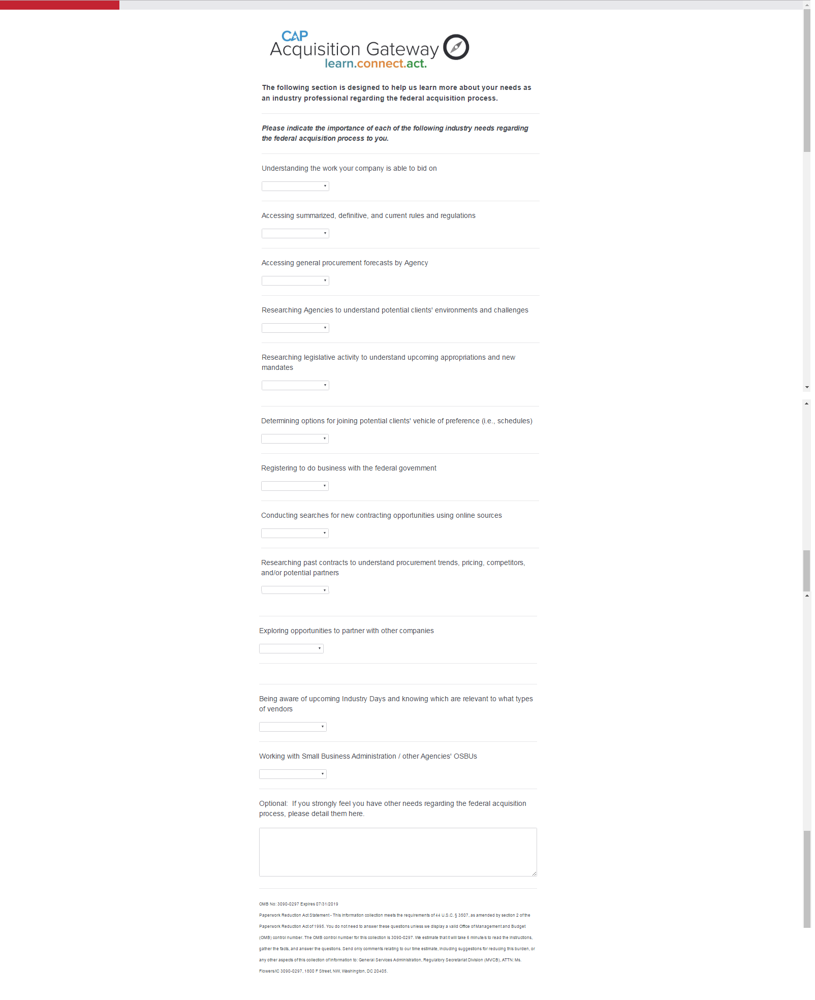 CAP
Acquisition Gateway
learn.connect.act.
The following section is designed to help us learn more about your needs as
an industry professional regarding the federal acquisition process.
Please indicate the importance of each of the following industry needs regarding
the federal acquisition process to you.
Understanding the work your company is able to bid on
Accessing summarized, definitive, and current rules and regulations
Accessing general procurement forecasts by Agency
Researching Agencies to understand potential clients' environments and challenges
Researching legislative activity to understand upcoming appropriations and new
mandates
Determining options for joining potential clients' vehicle of preference (i.e., schedules)
Registering to do business with the federal government
Conducting searches for new contracting opportunities using online sources
Researching past contracts to understand procurement trends, pricing, competitors,
and/or potential partners
Exploring opportunities to partner with other companies
Being aware of upcoming Industry Days and knowing which are relevant to what types
of vendors
Working with Small Business Administration / other Agencies' OSBUs
Optional:  If you strongly feel you have other needs regarding the federal acquisition
process, please detail them here.
OMB No: 3090-0297 Expires 07/31/2019
Paperwork Reduction Act Statement - This information collection meets the requirements of 44 U.S.C. § 3507, as amended by section 2 of the
Paperwork Reduction Act of 1995. You do not need to answer these questions unless we display a valid Office of Management and Budget
(OMB) control number. The OMB control number for this collection is 3090-0297. We estimate that it will take 6 minute/s to read the instructions,
gather the facts, and answer the questions. Send only comments relating to our time estimate, including suggestions for reducing this burden, or
any other aspects of this collection of information to: General Services Administration, Regulatory Secretariat Division (MVCB), ATTN: Ms.
Flowers/IC 3090-0297, 1800 F Street, NW, Washington, DC 20405.